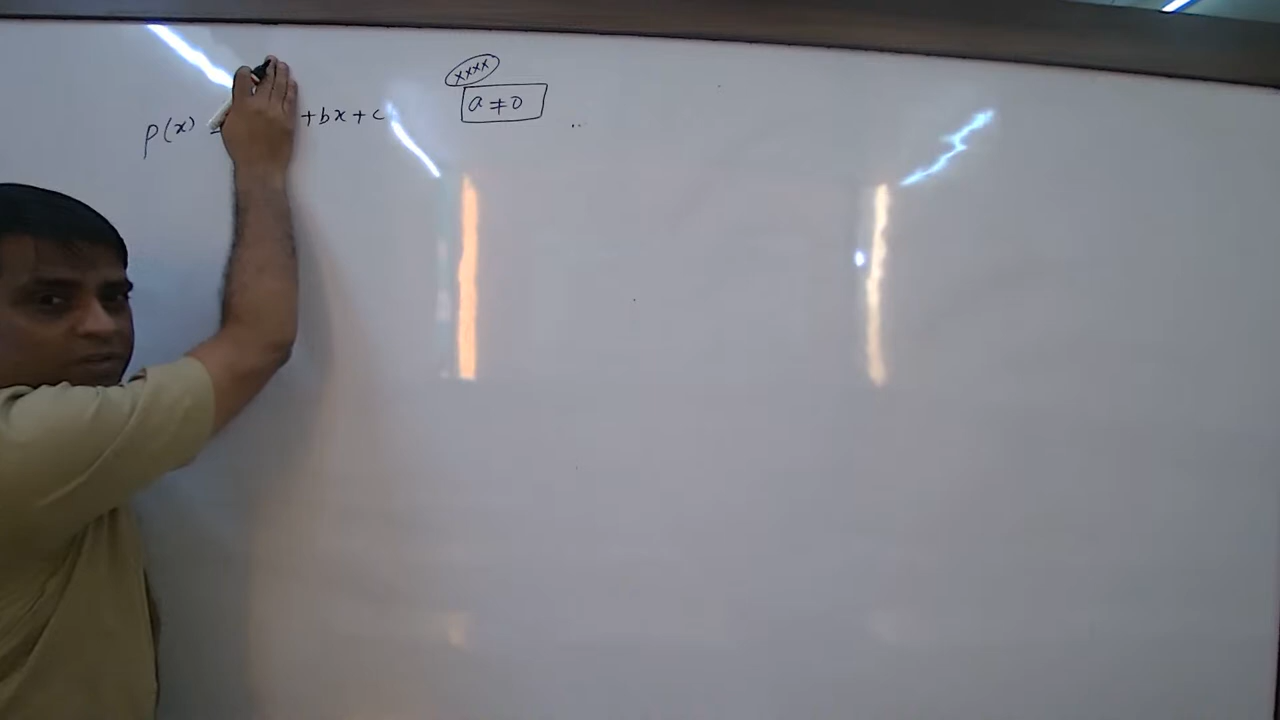 xxxx
p(x) = +bx+c
a ≠ 0